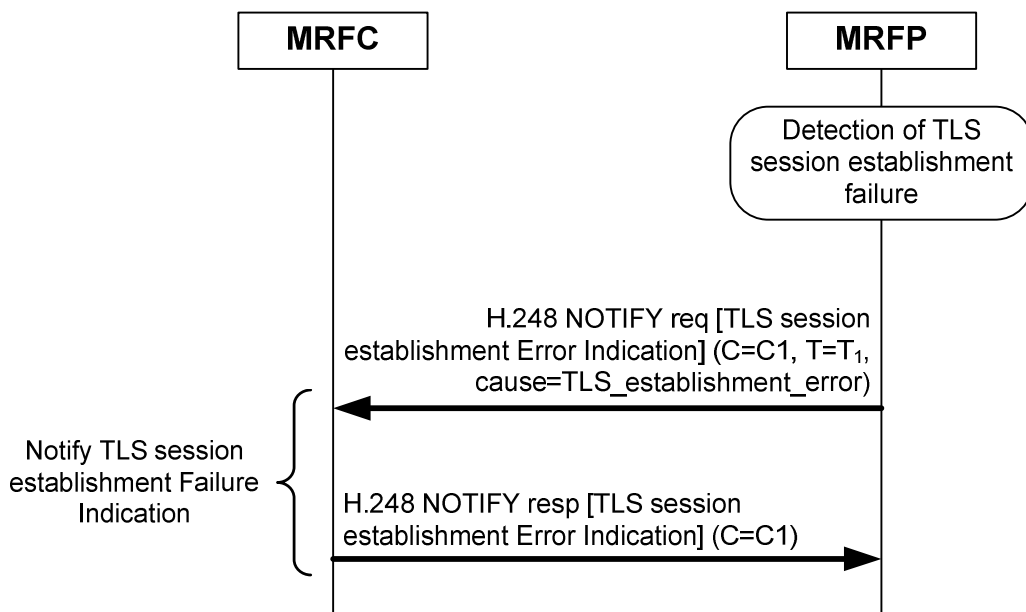 MRFC
MRFP
Detection of TLS
session establishment
failure
H.248 NOTIFY req [TLS session
establishment Error Indication] (C=C1, T=T₁,
cause=TLS_establishment_error)
Notify TLS session
establishment Failure
Indication
H.248 NOTIFY resp [TLS session
establishment Error Indication] (C=C1)